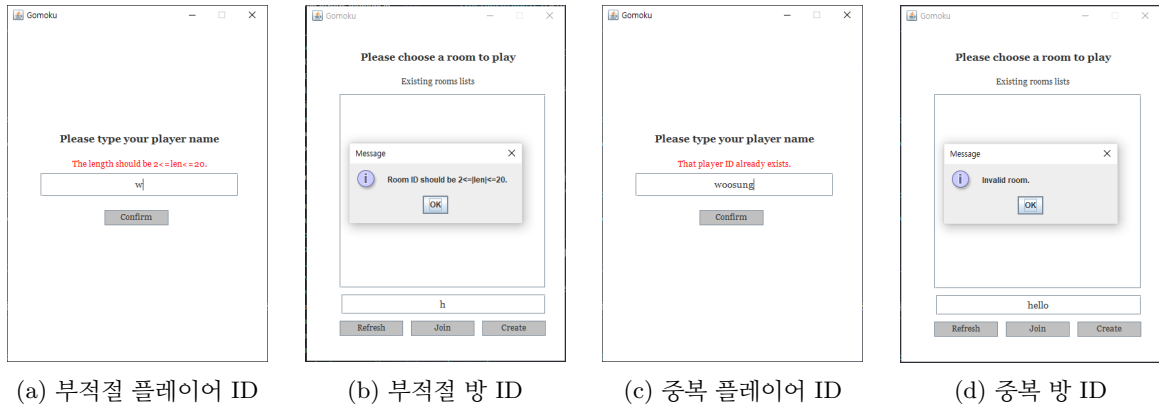 Gomoku
Please type your player name
The length should be 2<=len<=20.
w
Confirm
(a) 부적절 플레이어 ID
Gomoku
Please choose a room to play
Existing rooms lists
Message
Room ID should be 2<=|len|<=20.
OK
h
Refresh Join Create
(b) 부적절 방 ID
Gomoku
Please type your player name
That player ID already exists.
woosung
Confirm
(c) 중복 플레이어 ID
Gomoku
Please choose a room to play
Existing rooms lists
Message
Invalid room.
OK
hello
Refresh Join Create
(d) 중복 방 ID